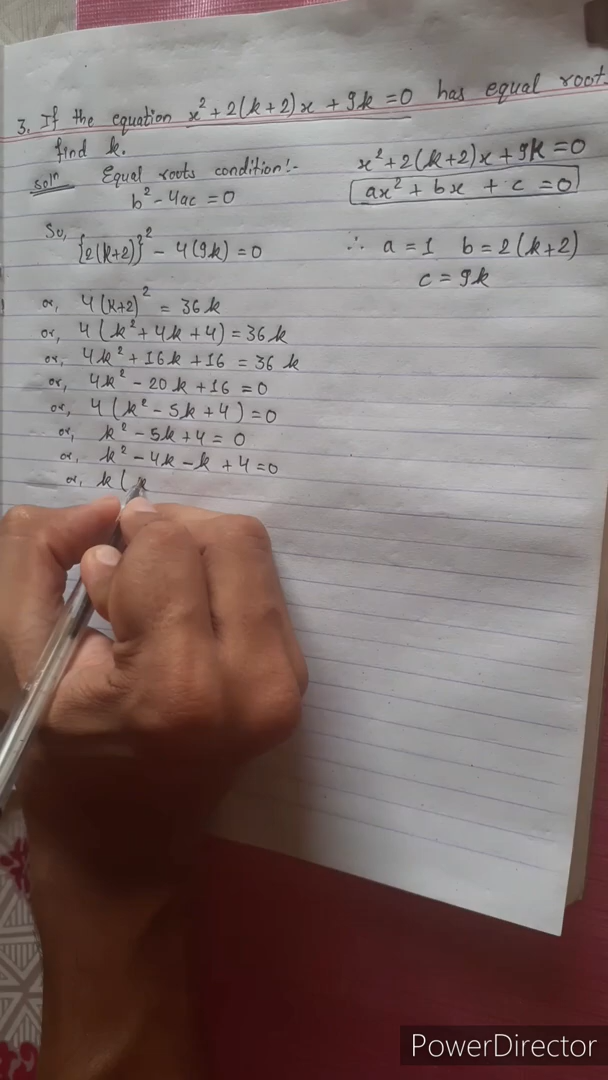 3. If the equation x² + 2(k+2)x + 9k = 0 has equal root
find k.
Soln Equal roots condition:-
b² - 4ac = 0
x² + 2(k+2)x + 9k = 0
ax² + bx + c = 0
So,
{2(k+2)}² - 4(9k) = 0
∴ a = 1 b = 2(k+2)
c = 9k
or, 4(k+2)² = 36k
or, 4(k² + 4k + 4) = 36k
or, 4k² + 16k + 16 = 36k
or, 4k² - 20k + 16 = 0
or, 4(k² - 5k + 4) = 0
or, k² - 5k + 4 = 0
or, k² - 4k - k + 4 = 0
or, k(k
PowerDirector